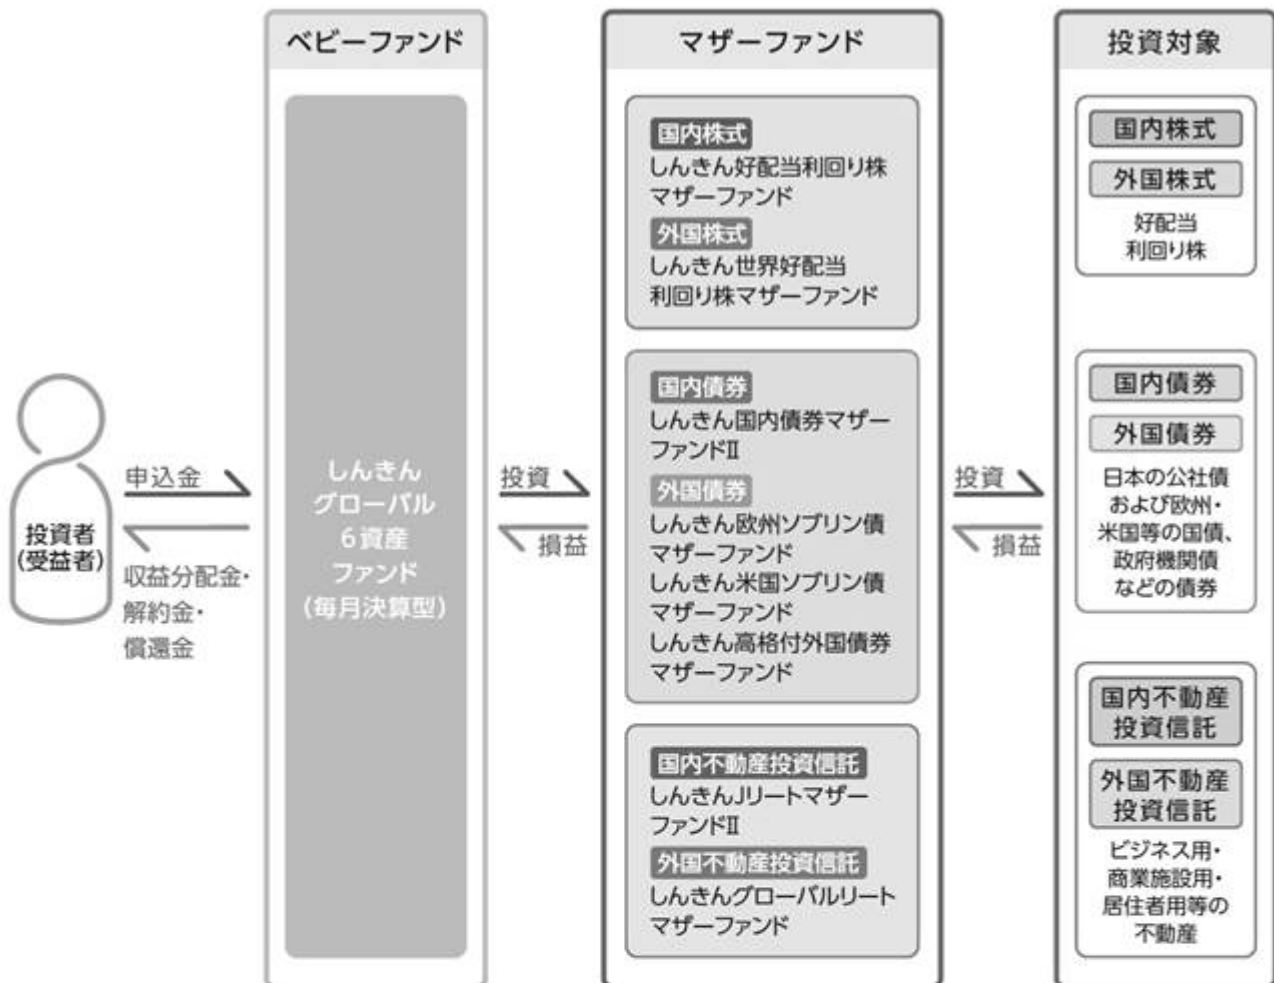 ベビーファンド
マザーファンド
投資対象
投資者
(受益者)
申込金
収益分配金・
解約金・
償還金
しんきん
グローバル
6資産
ファンド
(毎月決算型)
投資
損益
国内株式
しんきん好配当利回り株
マザーファンド
外国株式
しんきん世界好配当
利回り株マザーファンド
国内債券
しんきん国内債券マザー
ファンドⅡ
外国債券
しんきん欧州ソブリン債
マザーファンド
しんきん米国ソブリン債
マザーファンド
しんきん高格付外国債券
マザーファンド
国内不動産投資信託
しんきんJリートマザー
ファンドⅡ
外国不動産投資信託
しんきんグローバルリート
マザーファンド
投資
損益
国内株式
外国株式
好配当
利回り株
国内債券
外国債券
日本の公社債
および欧州・
米国等の国債、
政府機関債
などの債券
国内不動産
投資信託
外国不動産
投資信託
ビジネス用・
商業施設用・
居住者用等の
不動産